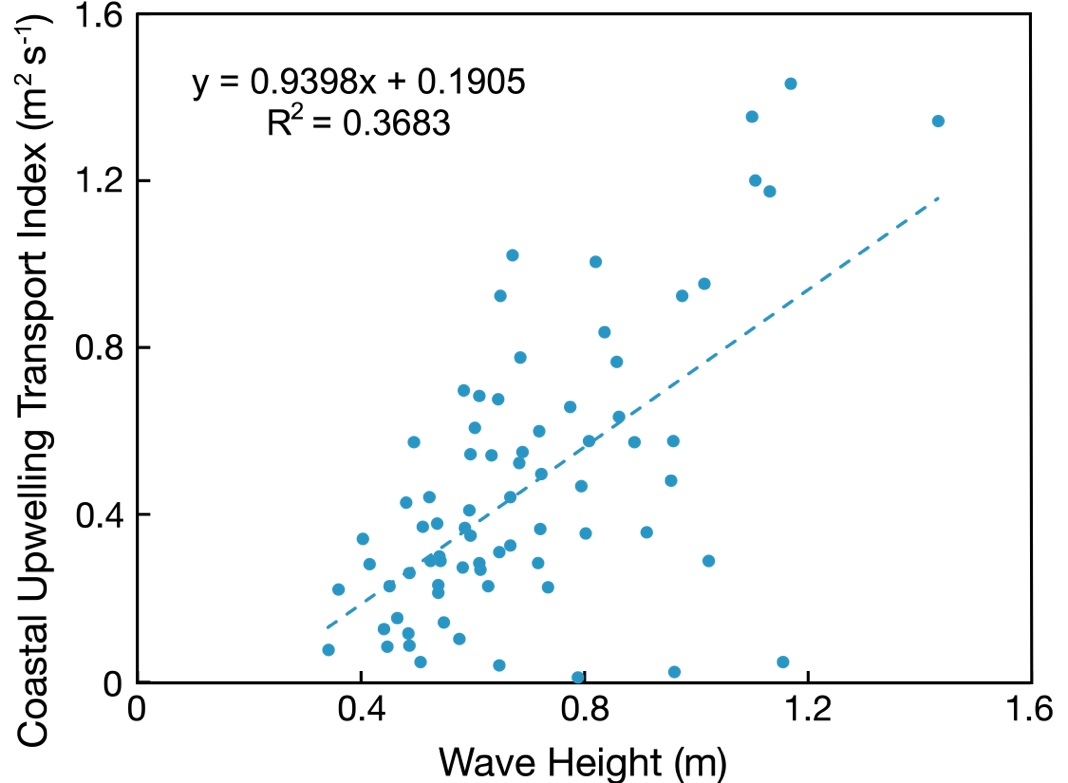 Coastal Upwelling Transport Index (m² s⁻¹)
1.6
1.2
0.8
0.4
0
y = 0.9398x + 0.1905
R² = 0.3683
0 0.4 0.8 1.2 1.6
Wave Height (m)